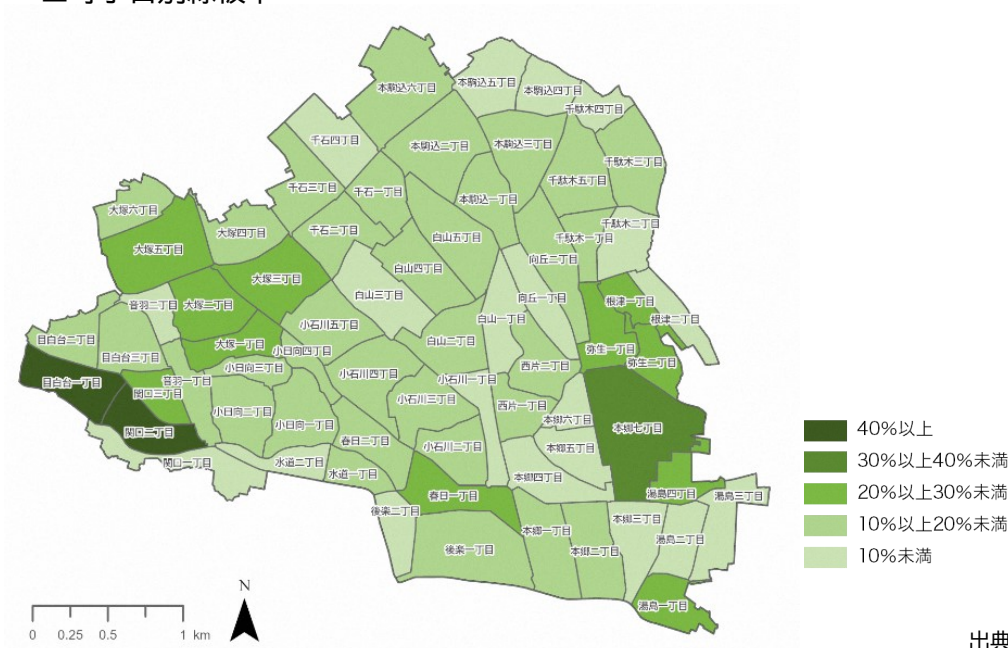 本駒込六丁目
本駒込五丁目
本駒込四丁目
千駄木四丁目
千石四丁目
本駒込二丁目
本駒込三丁目
千駄木三丁目
千駄木五丁目
千石三丁目
千石一丁目
本駒込一丁目
大塚六丁目
大塚四丁目
千石二丁目
白山五丁目
千駄木二丁目
千駄木一丁目
大塚五丁目
向丘二丁目
大塚三丁目
白山四丁目
白山三丁目
向丘一丁目
音羽二丁目
大塚二丁目
根津一丁目
根津二丁目
小石川五丁目
白山一丁目
目白台二丁目
大塚一丁目
小日向四丁目
白山二丁目
弥生一丁目
目白台三丁目
弥生二丁目
小日向三丁目
西片二丁目
目白台一丁目
音羽一丁目
小石川四丁目
小石川一丁目
関口三丁目
小石川三丁目
小日向二丁目
西片一丁目
小日向一丁目
本郷六丁目
関口二丁目
春日二丁目
小石川二丁目
本郷七丁目
本郷五丁目
関口一丁目
水道二丁目
水道一丁目
本郷四丁目
春日一丁目
湯島四丁目
湯島三丁目
後楽二丁目
本郷三丁目
本郷一丁目
湯島二丁目
後楽一丁目
本郷二丁目
湯島一丁目
40%以上
30%以上40%未満
20%以上30%未満
10%以上20%未満
10%未満
N
0 0.25 0.5 1 km
出典